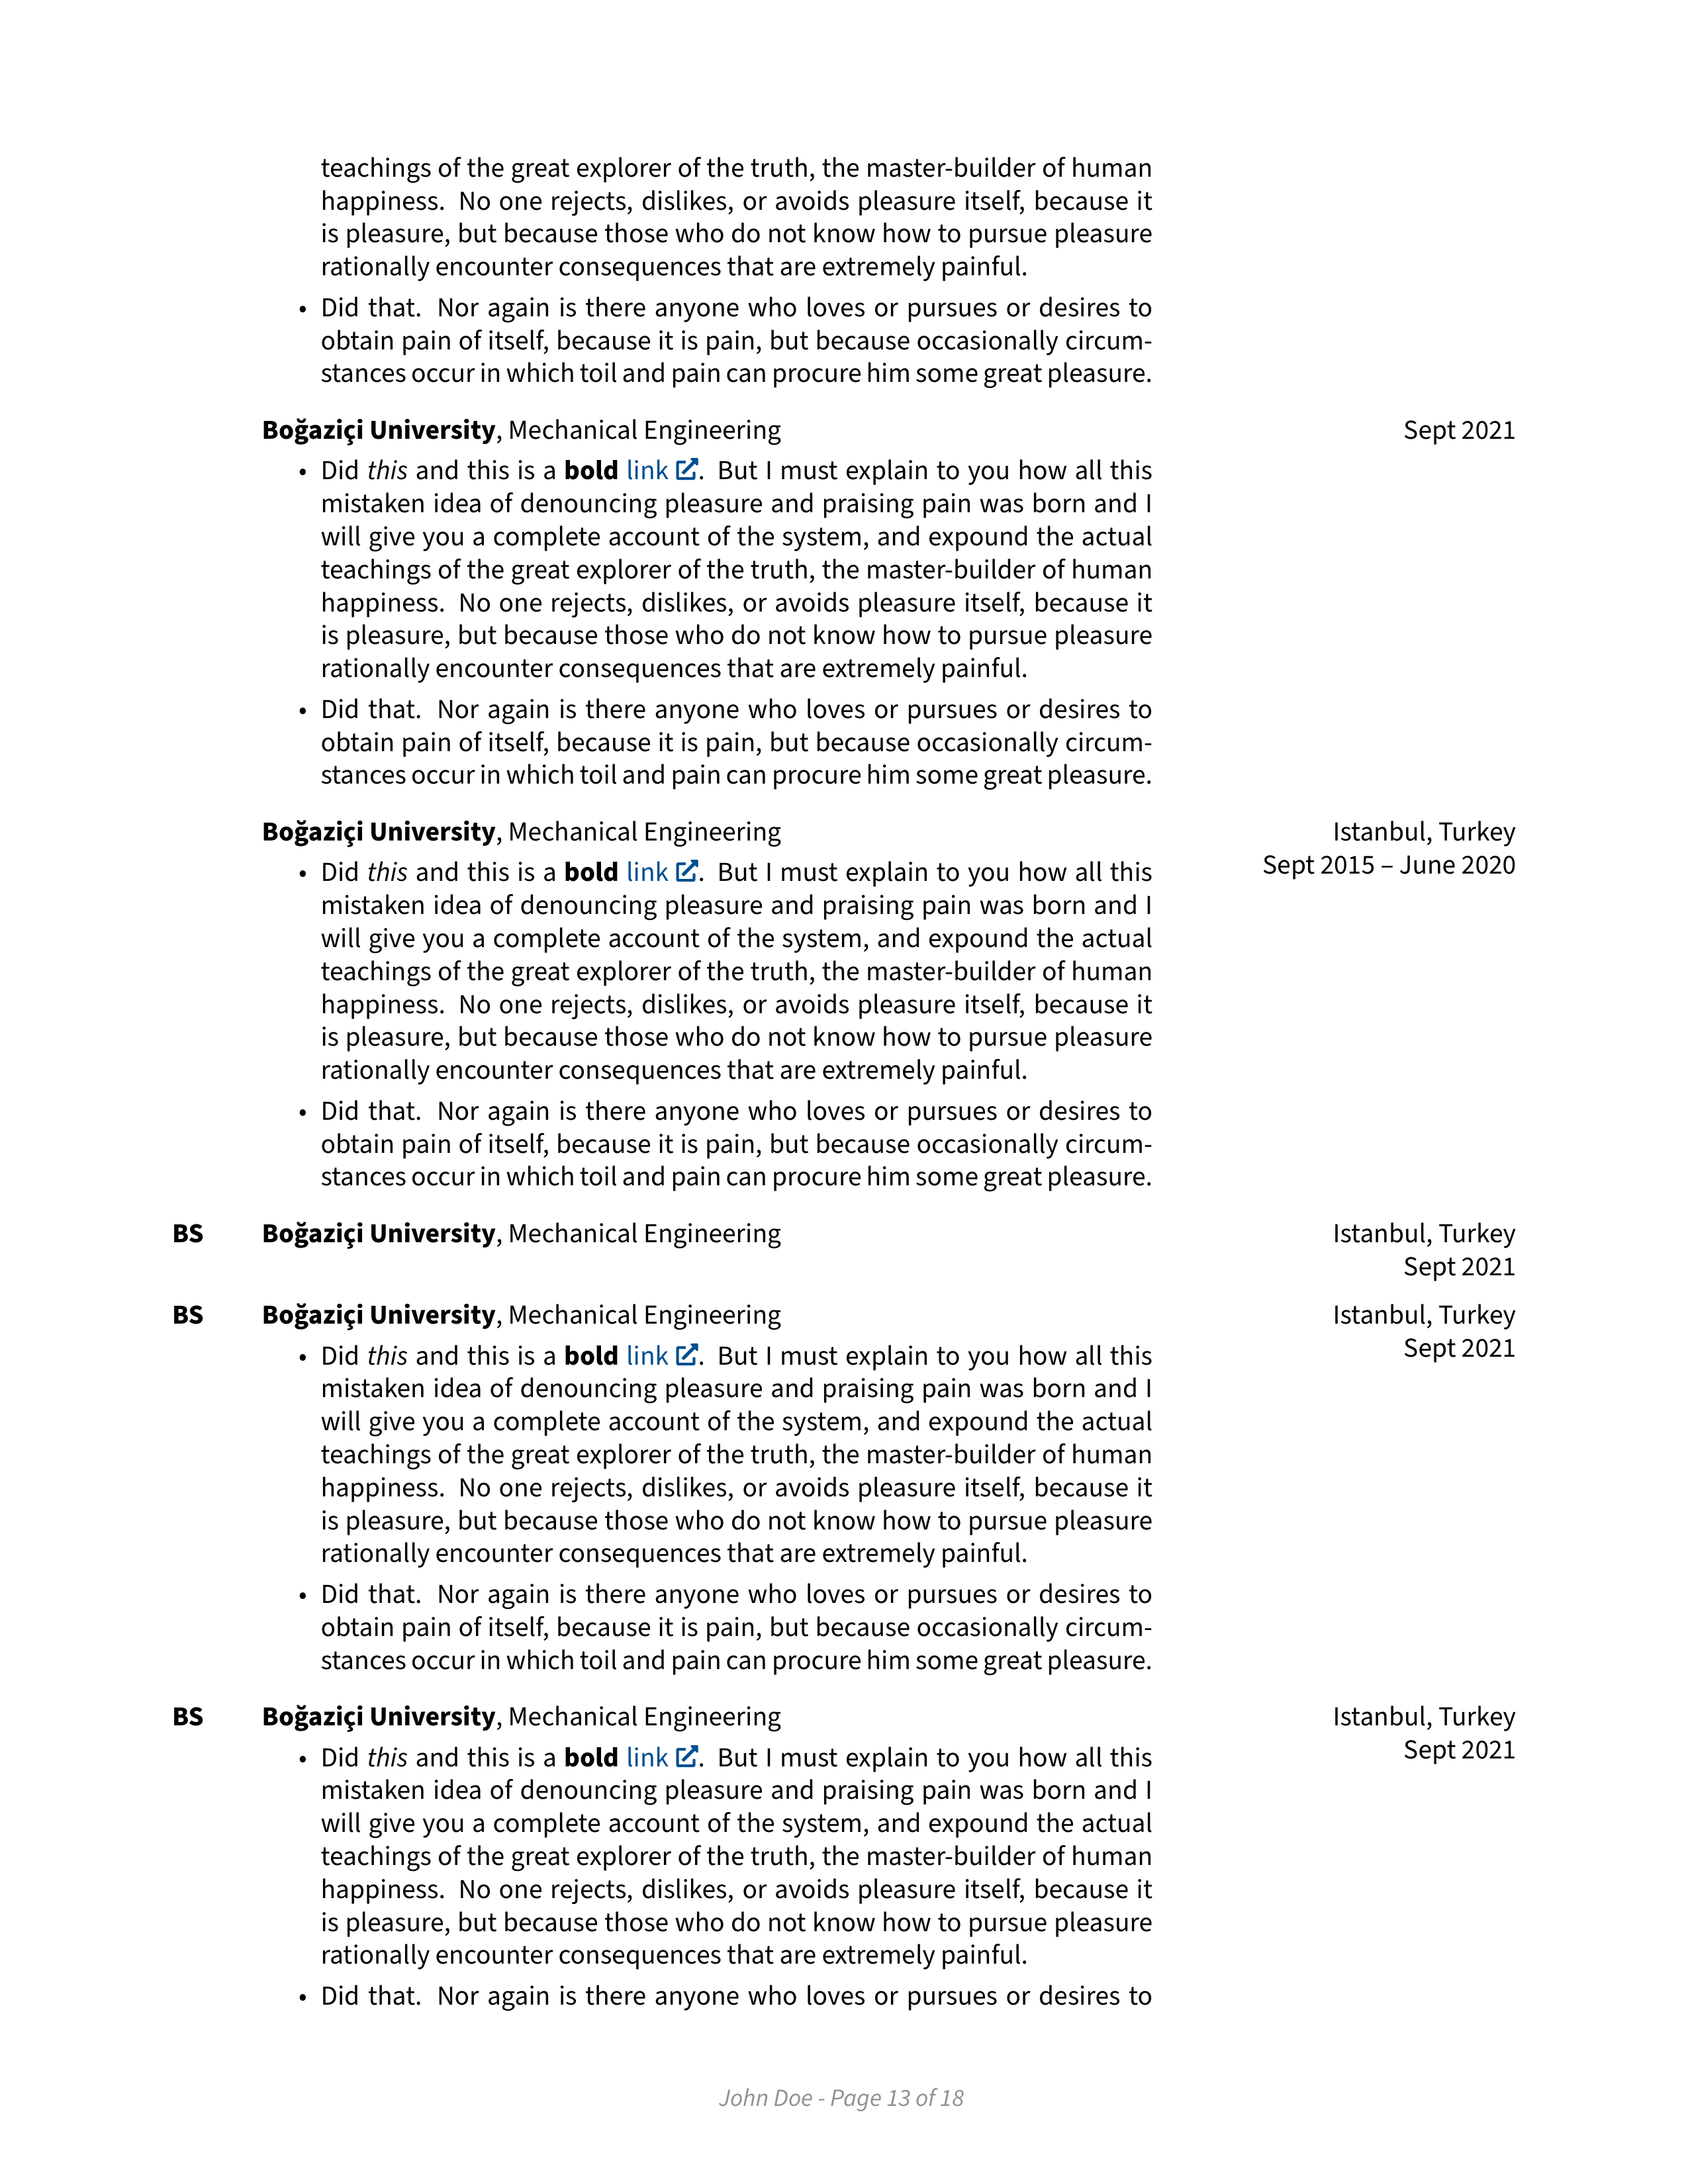 teachings of the great explorer of the truth, the master-builder of human
happiness. No one rejects, dislikes, or avoids pleasure itself, because it
is pleasure, but because those who do not know how to pursue pleasure
rationally encounter consequences that are extremely painful.
• Did that. Nor again is there anyone who loves or pursues or desires to
obtain pain of itself, because it is pain, but because occasionally circum-
stances occur in which toil and pain can procure him some great pleasure.
Boğaziçi University, Mechanical Engineering Sept 2021
• Did this and this is a bold link. But I must explain to you how all this
mistaken idea of denouncing pleasure and praising pain was born and I
will give you a complete account of the system, and expound the actual
teachings of the great explorer of the truth, the master-builder of human
happiness. No one rejects, dislikes, or avoids pleasure itself, because it
is pleasure, but because those who do not know how to pursue pleasure
rationally encounter consequences that are extremely painful.
• Did that. Nor again is there anyone who loves or pursues or desires to
obtain pain of itself, because it is pain, but because occasionally circum-
stances occur in which toil and pain can procure him some great pleasure.
Boğaziçi University, Mechanical Engineering Istanbul, Turkey
Sept 2015 – June 2020
• Did this and this is a bold link. But I must explain to you how all this
mistaken idea of denouncing pleasure and praising pain was born and I
will give you a complete account of the system, and expound the actual
teachings of the great explorer of the truth, the master-builder of human
happiness. No one rejects, dislikes, or avoids pleasure itself, because it
is pleasure, but because those who do not know how to pursue pleasure
rationally encounter consequences that are extremely painful.
• Did that. Nor again is there anyone who loves or pursues or desires to
obtain pain of itself, because it is pain, but because occasionally circum-
stances occur in which toil and pain can procure him some great pleasure.
BS Boğaziçi University, Mechanical Engineering Istanbul, Turkey
Sept 2021
BS Boğaziçi University, Mechanical Engineering Istanbul, Turkey
Sept 2021
• Did this and this is a bold link. But I must explain to you how all this
mistaken idea of denouncing pleasure and praising pain was born and I
will give you a complete account of the system, and expound the actual
teachings of the great explorer of the truth, the master-builder of human
happiness. No one rejects, dislikes, or avoids pleasure itself, because it
is pleasure, but because those who do not know how to pursue pleasure
rationally encounter consequences that are extremely painful.
• Did that. Nor again is there anyone who loves or pursues or desires to
obtain pain of itself, because it is pain, but because occasionally circum-
stances occur in which toil and pain can procure him some great pleasure.
BS Boğaziçi University, Mechanical Engineering Istanbul, Turkey
Sept 2021
• Did this and this is a bold link. But I must explain to you how all this
mistaken idea of denouncing pleasure and praising pain was born and I
will give you a complete account of the system, and expound the actual
teachings of the great explorer of the truth, the master-builder of human
happiness. No one rejects, dislikes, or avoids pleasure itself, because it
is pleasure, but because those who do not know how to pursue pleasure
rationally encounter consequences that are extremely painful.
• Did that. Nor again is there anyone who loves or pursues or desires to
John Doe - Page 13 of 18